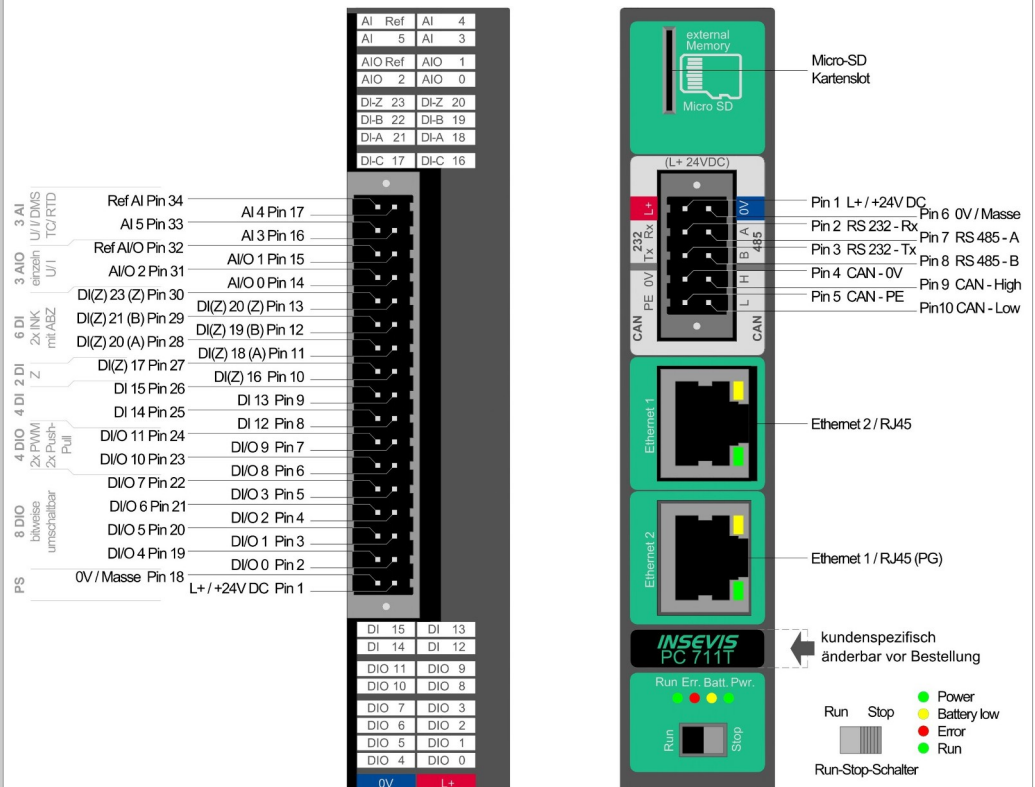 AI Ref AI 4
AI 5 AI 3
AIO Ref AIO 1
AIO 2 AIO 0
DI-Z 23 DI-Z 20
DI-B 22 DI-B 19
DI-A 21 DI-A 18
DI-C 17 DI-C 16
3 AI
U/ I/ DMS
TC/ RTD
3 AIO
einzeln
U/ I
6 DI
2x INK
mit ABZ
2 DI
Z
4 DI
4 DIO
2x PWM
2x Push-
Pull
8 DIO
bitweise
umschaltbar
PS
Ref AI Pin 34
AI 4 Pin 17
AI 5 Pin 33
AI 3 Pin 16
Ref AI/O Pin 32
AI/O 1 Pin 15
AI/O 2 Pin 31
AI/O 0 Pin 14
DI(Z) 23 (Z) Pin 30
DI(Z) 20 (Z) Pin 13
DI(Z) 21 (B) Pin 29
DI(Z) 19 (B) Pin 12
DI(Z) 20 (A) Pin 28
DI(Z) 18 (A) Pin 11
DI(Z) 17 Pin 27
DI(Z) 16 Pin 10
DI 15 Pin 26
DI 13 Pin 9
DI 14 Pin 25
DI 12 Pin 8
DI/O 11 Pin 24
DI/O 9 Pin 7
DI/O 10 Pin 23
DI/O 8 Pin 6
DI/O 7 Pin 22
DI/O 3 Pin 5
DI/O 6 Pin 21
DI/O 2 Pin 4
DI/O 5 Pin 20
DI/O 1 Pin 3
DI/O 4 Pin 19
DI/O 0 Pin 2
0V / Masse Pin 18
L+ / +24V DC Pin 1
DI 15 DI 13
DI 14 DI 12
DIO 11 DIO 9
DIO 10 DIO 8
DIO 7 DIO 3
DIO 6 DIO 2
DIO 5 DIO 1
DIO 4 DIO 0
0V L+
external
Memory
Micro SD
Micro-SD
Kartenslot
(L+ 24VDC)
L+
0V
232
Tx Rx
A
B
485
PE 0V
H
L
CAN
CAN
Pin 1 L+ / +24V DC
Pin 6 0V / Masse
Pin 2 RS 232 - Rx
Pin 7 RS 485 - A
Pin 3 RS 232 - Tx
Pin 8 RS 485 - B
Pin 4 CAN - 0V
Pin 9 CAN - High
Pin 5 CAN - PE
Pin10 CAN - Low
Ethernet 1
Ethernet 2 / RJ45
Ethernet 2
Ethernet 1 / RJ45 (PG)
INSEVIS
PC 711T
kundenspezifisch
änderbar vor Bestellung
Run Err. Batt. Pwr.
Run
Stop
Run Stop
Run-Stop-Schalter
Power
Battery low
Error
Run